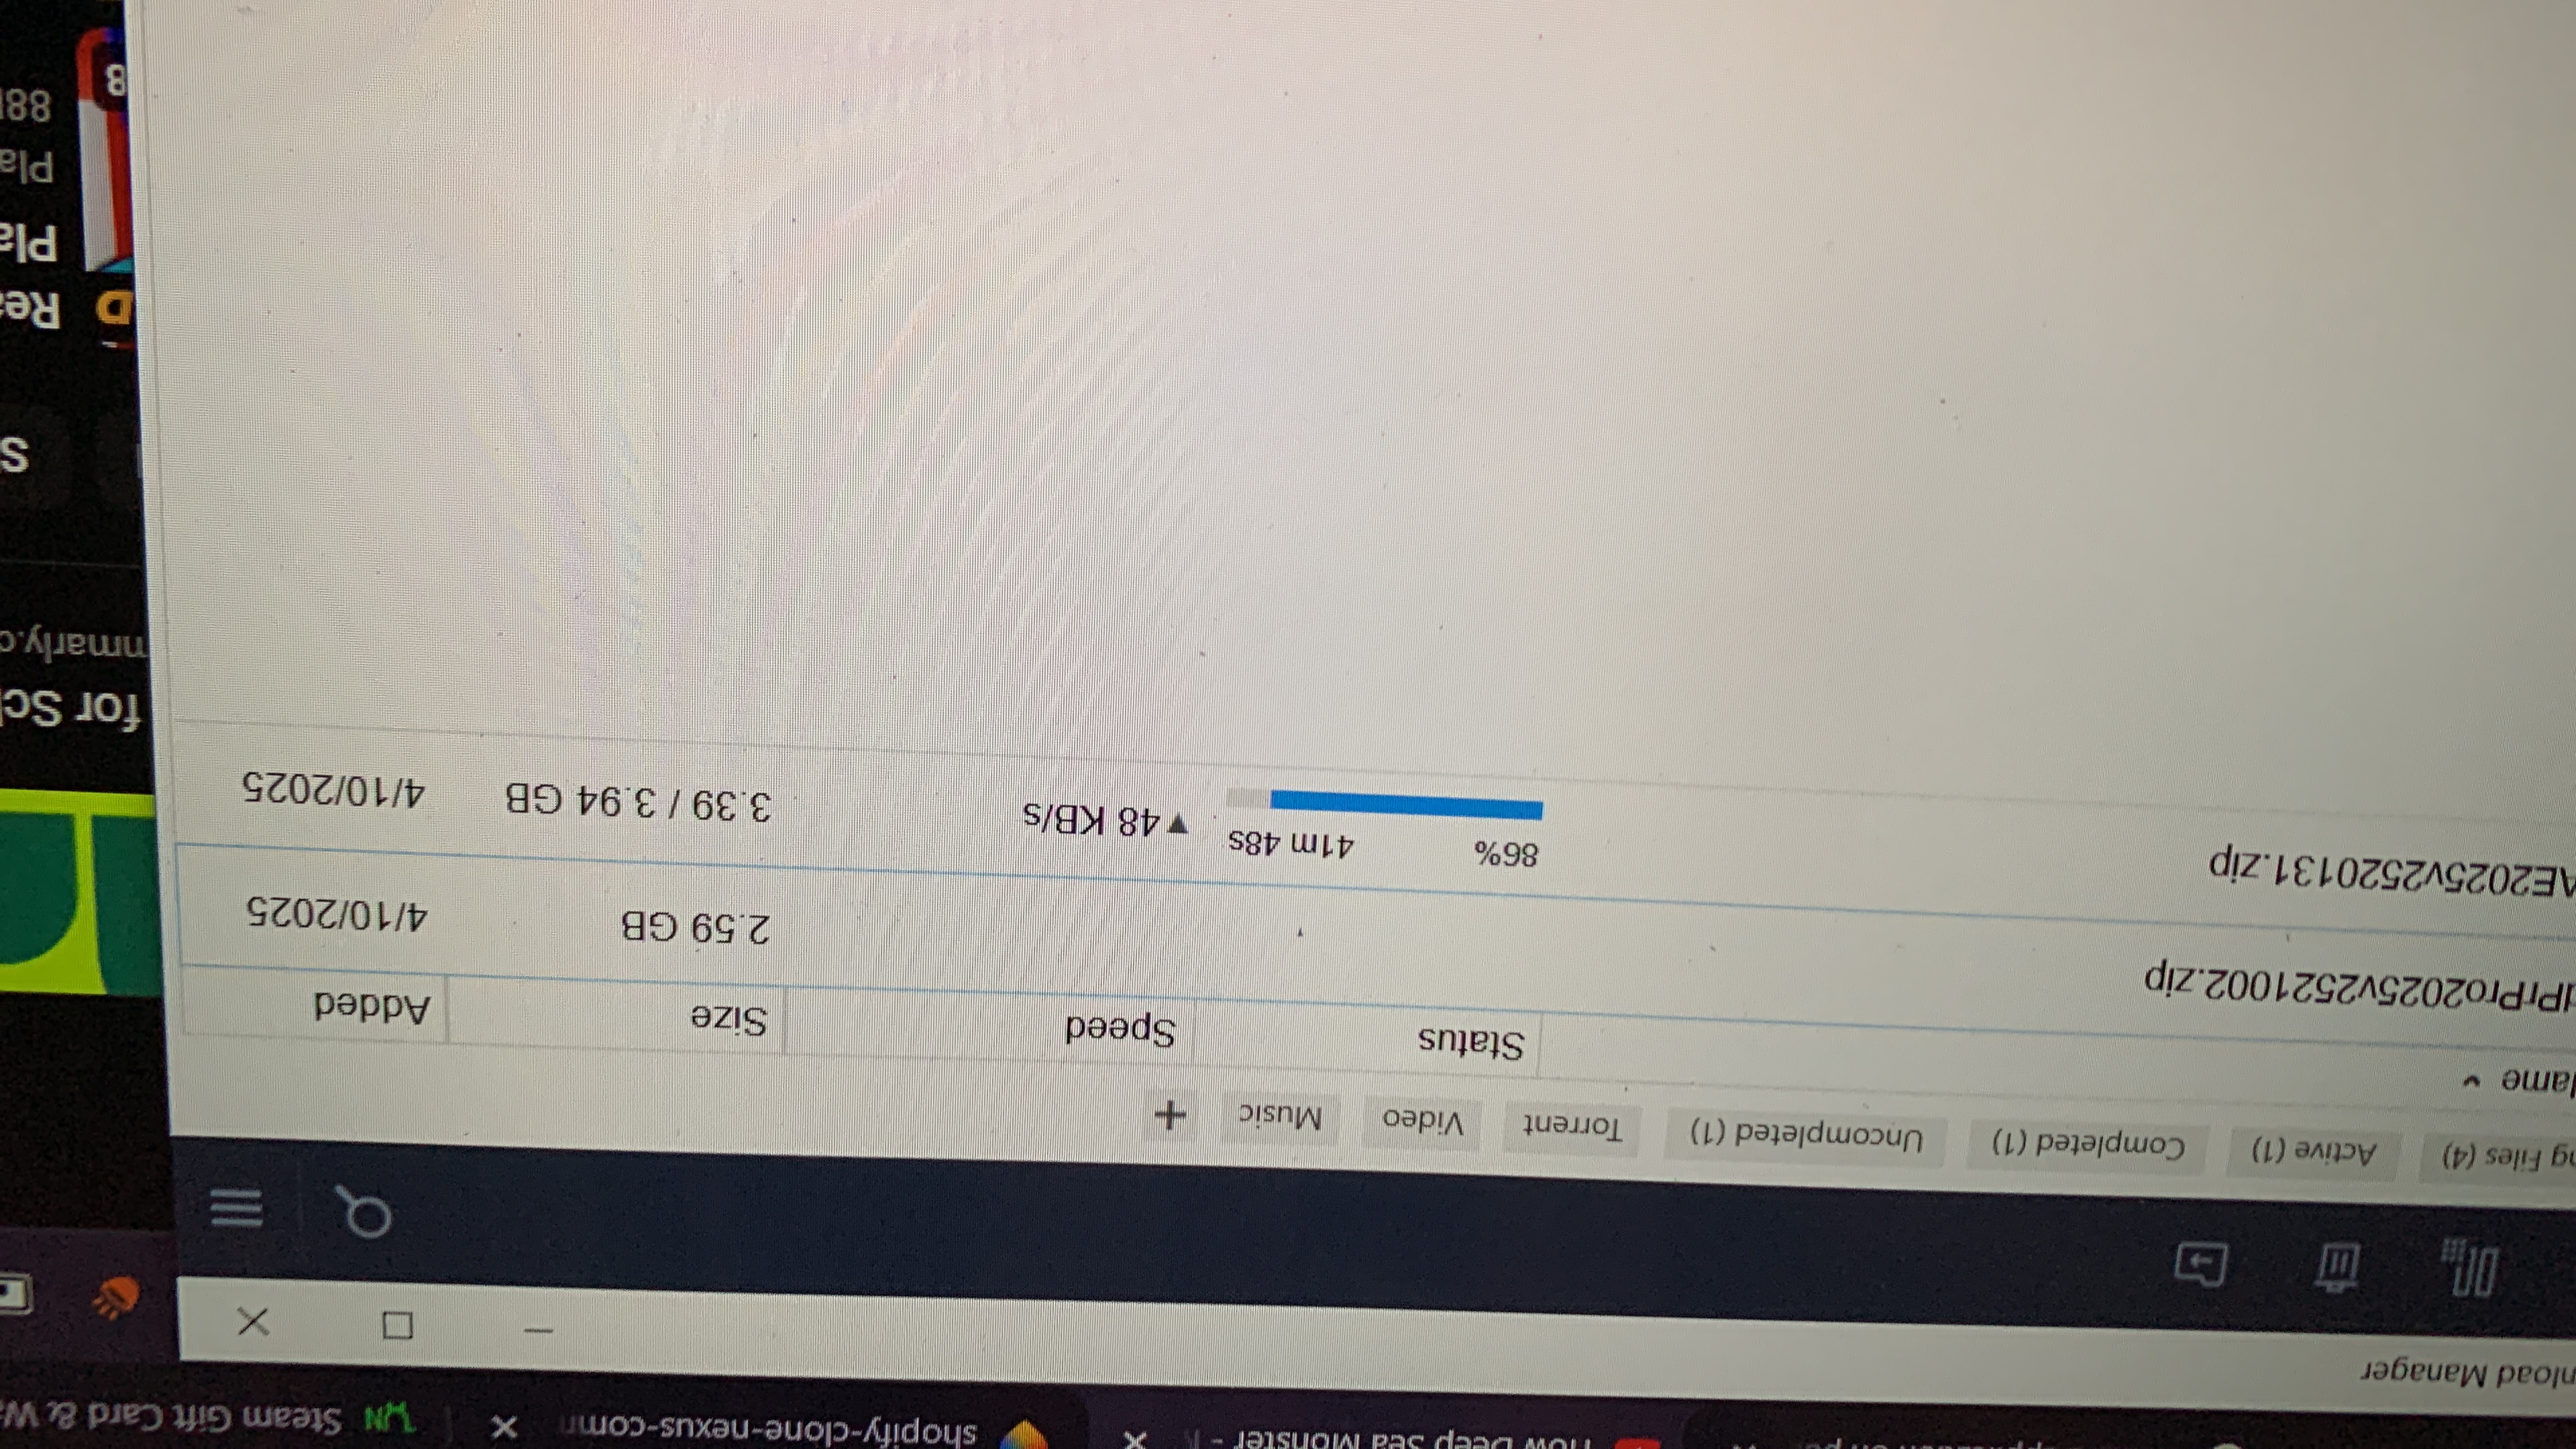 How Deep Sea Monster -
shopify-clone-nexus-comm
Steam Gift Card & Wa
nload Manager
ng Files (4)
Active (1)
Completed (1)
Uncompleted (1)
Torrent
Video
Music
+
Name
Status
Speed
Size
Added
dPrPro2025v2521002.zip
2.59 GB
4/10/2025
AE2025v2520131.zip
86%
41m 48s
48 KB/s
3.39 / 3.94 GB
4/10/2025
for Sc
mmarly.c
S
D
Rea
Pla
Pla
88
8